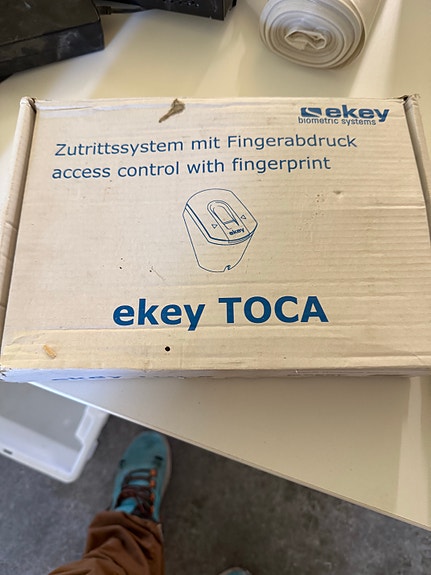 ekey
biometric systems
Zutrittssystem mit Fingerabdruck
access control with fingerprint
ekey
ekey TOCA